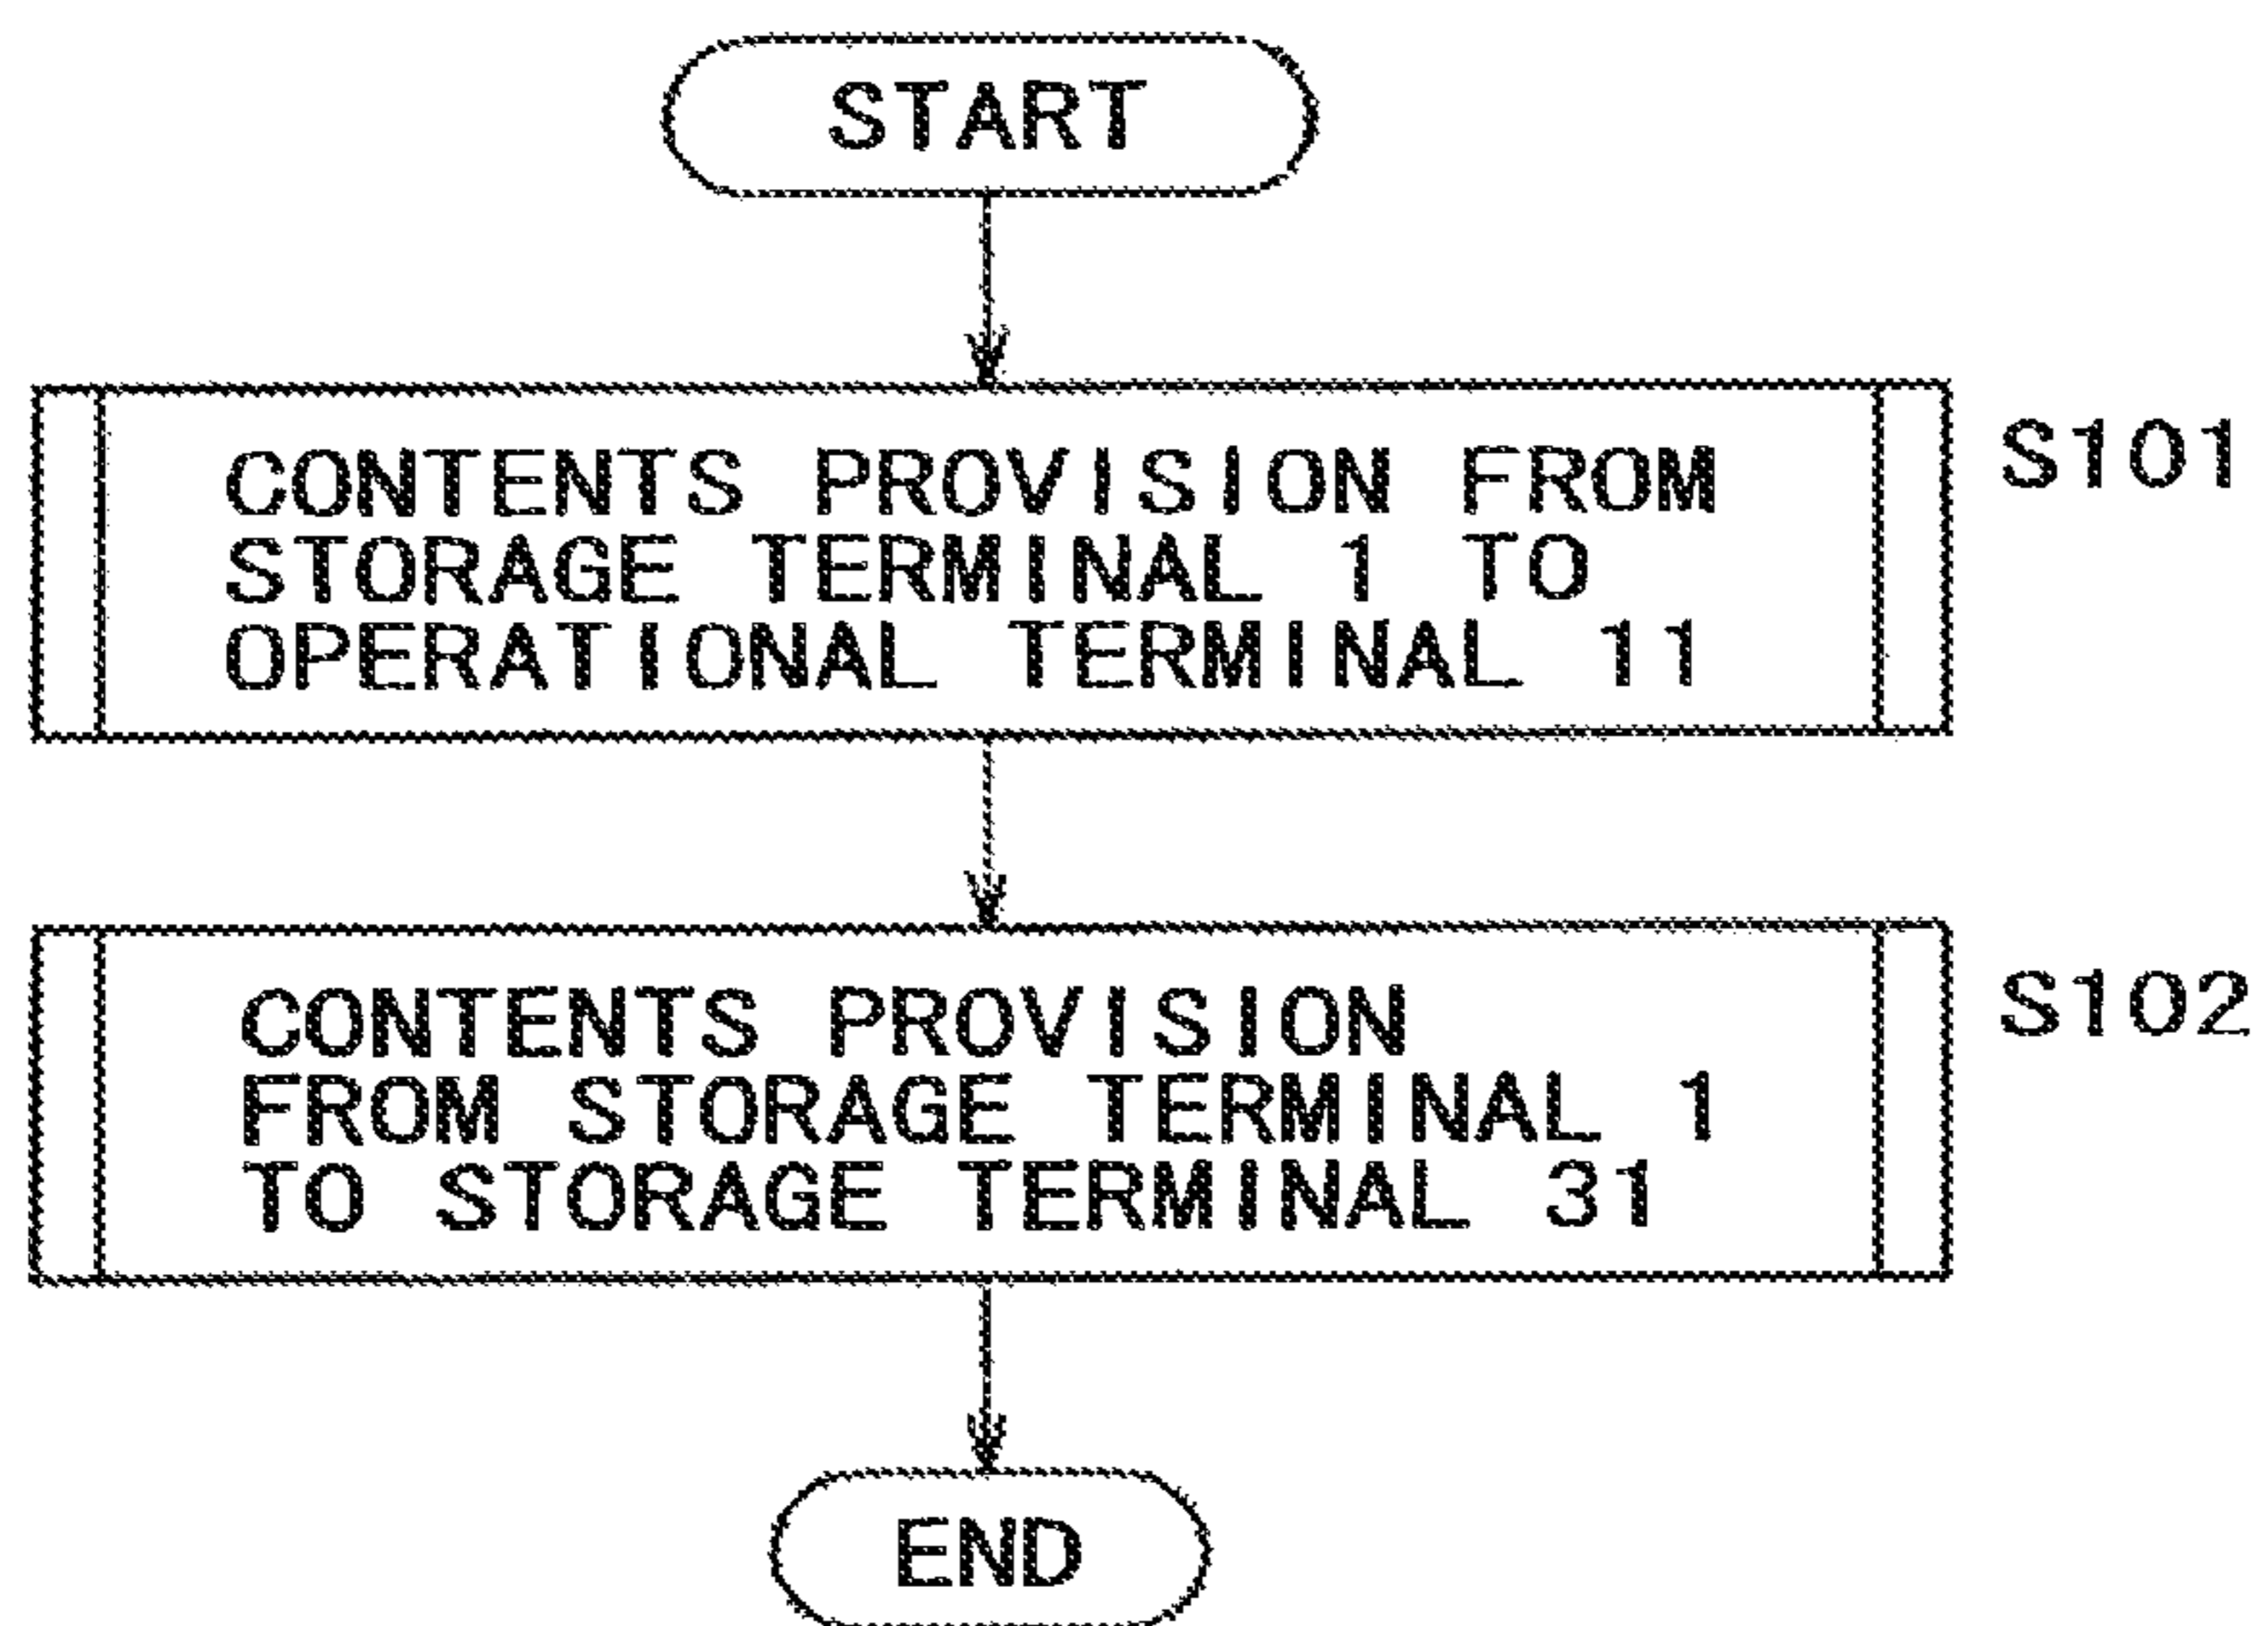 START
CONTENTS PROVISION FROM
STORAGE TERMINAL 1 TO
OPERATIONAL TERMINAL 11
S101
CONTENTS PROVISION
FROM STORAGE TERMINAL 1
TO STORAGE TERMINAL 31
S102
END